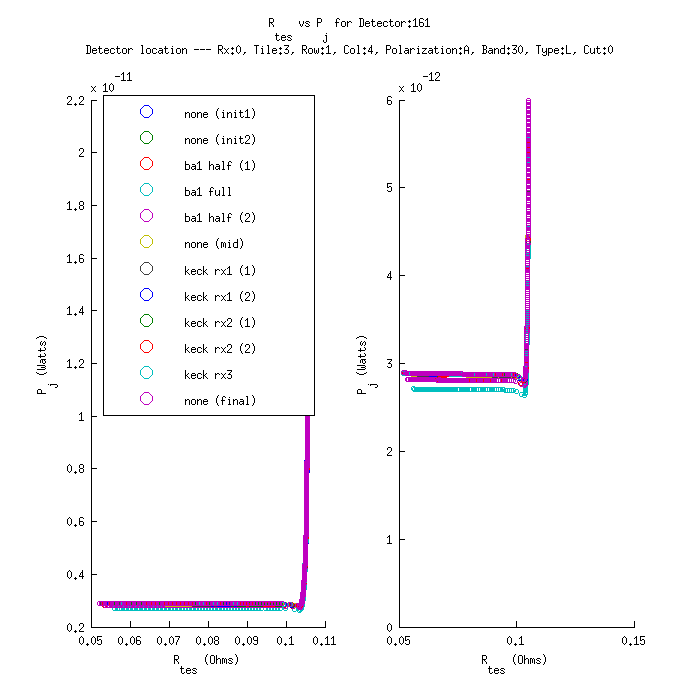 R tes vs P j for Detector:161
Detector location --- Rx:0, Tile:3, Row:1, Col:4, Polarization:A, Band:30, Type:L, Cut:0
x 10^-11
2.2
2
1.8
1.6
1.4
1.2
1
0.8
0.6
0.4
0.2
P j (Watts)
none (init1)
none (init2)
ba1 half (1)
ba1 full
ba1 half (2)
none (mid)
keck rx1 (1)
keck rx1 (2)
keck rx2 (1)
keck rx2 (2)
keck rx3
none (final)
0.05 0.06 0.07 0.08 0.09 0.1 0.11
R tes (Ohms)
x 10^-12
6
5
4
3
2
1
0
P j (Watts)
0.05 0.1 0.15
R tes (Ohms)